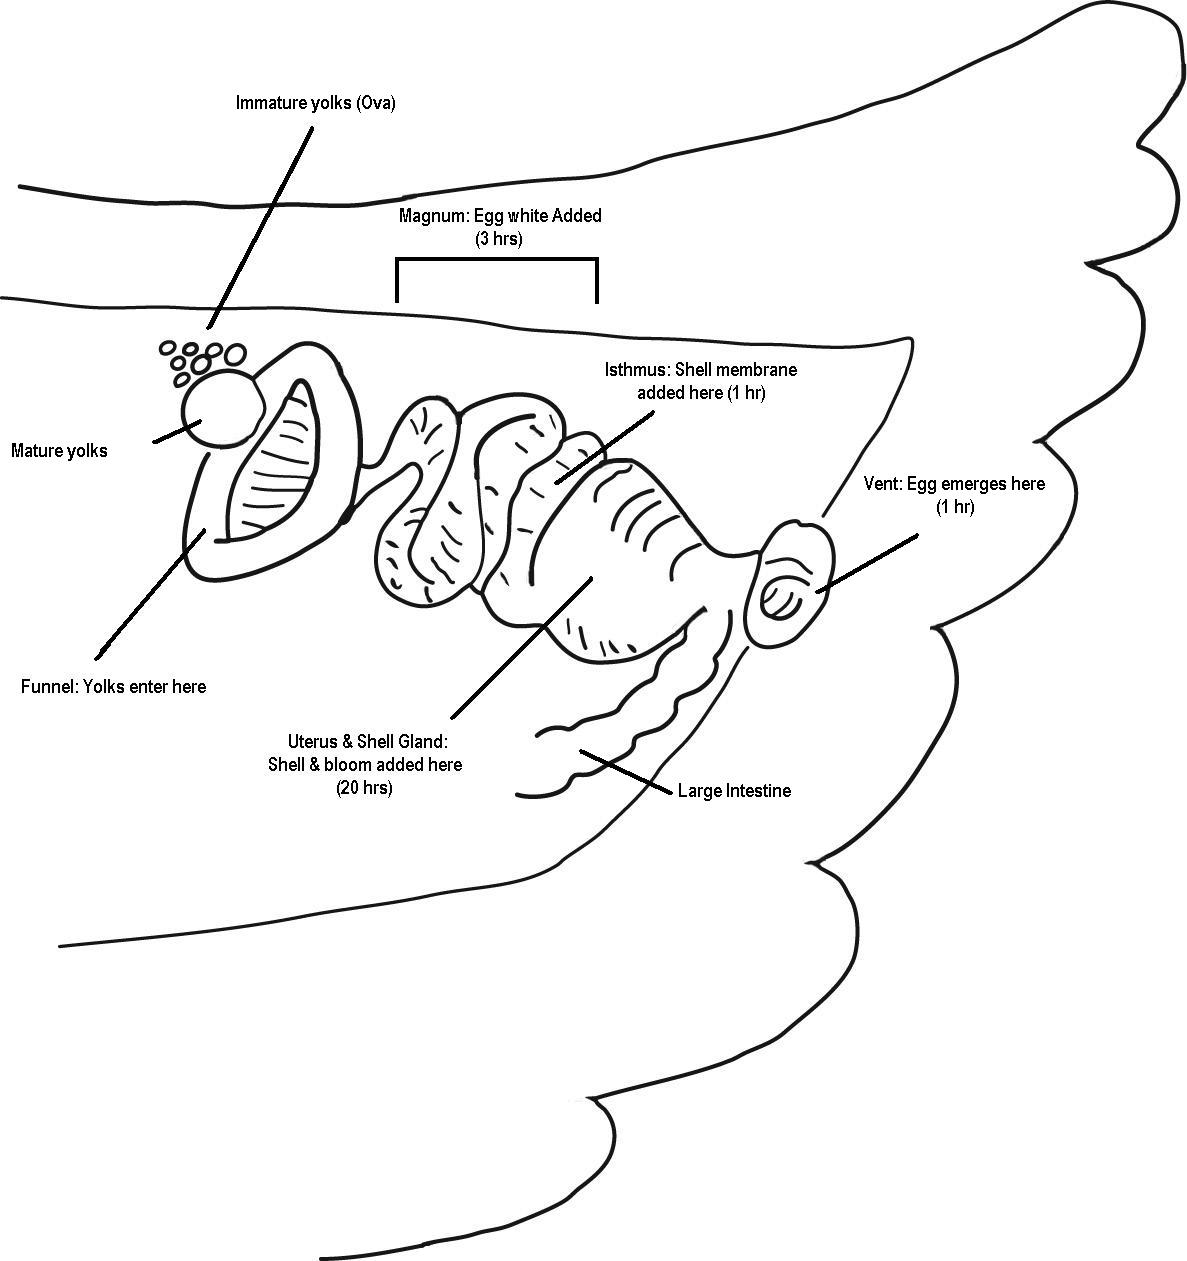 Immature yolks (Ova)
Magnum: Egg white Added
(3 hrs)
Isthmus: Shell membrane
added here (1 hr)
Mature yolks
Vent: Egg emerges here
(1 hr)
Funnel: Yolks enter here
Uterus & Shell Gland:
Shell & bloom added here
(20 hrs)
Large Intestine